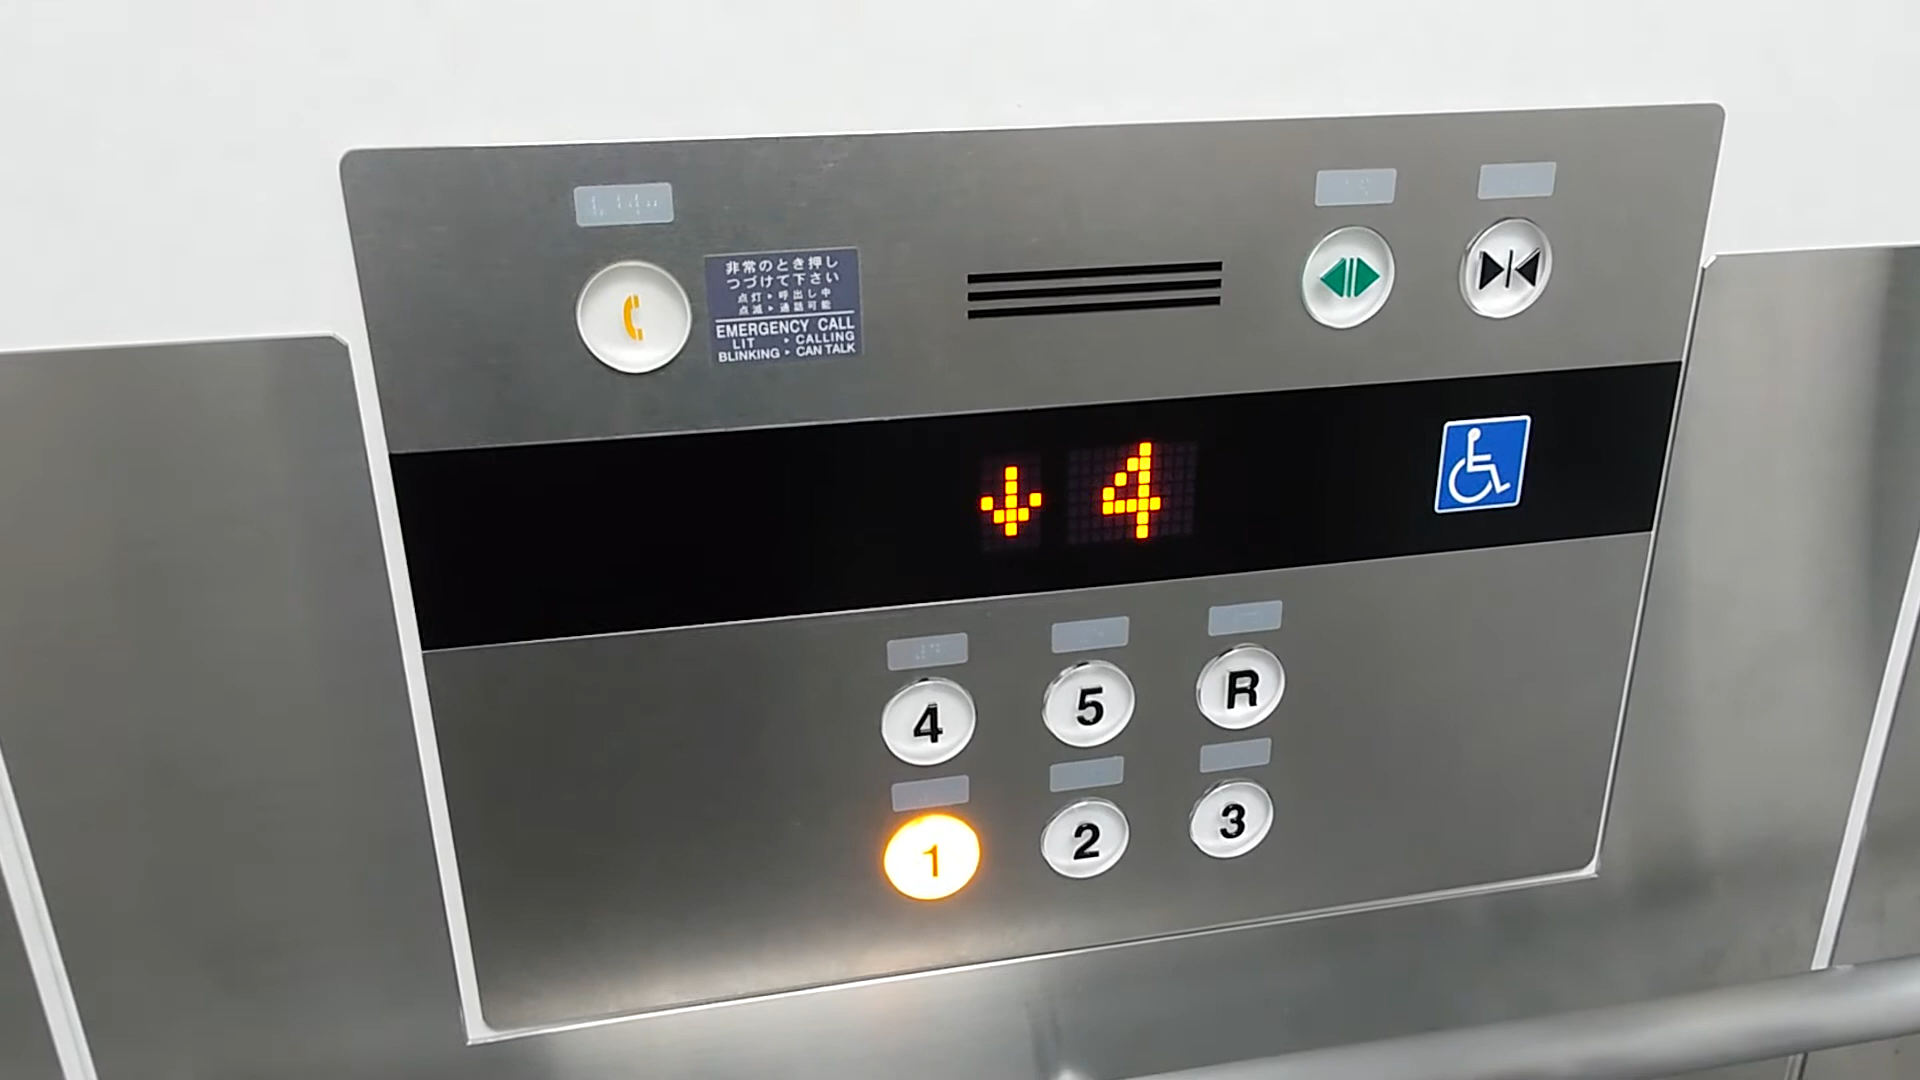 非常のとき押し
つづけて下さい
点灯▸呼出し中
点滅▸通話可能
EMERGENCY CALL
LIT ▸ CALLING
BLINKING ▸ CAN TALK
4
4 5 R
1 2 3